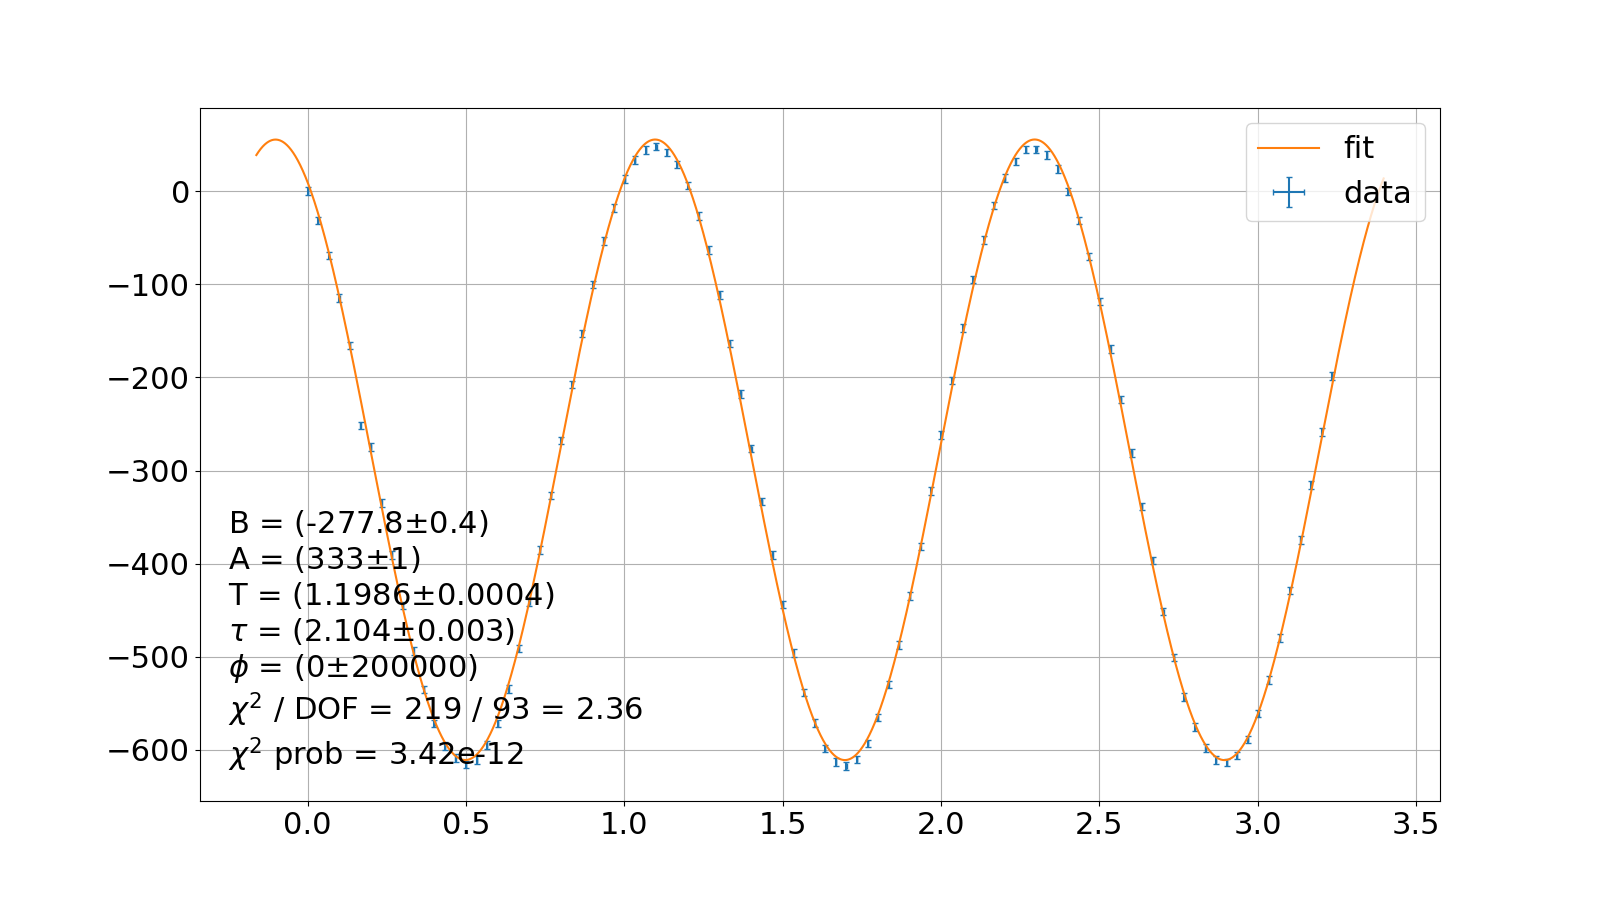 fit
data
0
−100
−200
−300
−400
−500
−600
B = (-277.8±0.4)
A = (333±1)
T = (1.1986±0.0004)
τ = (2.104±0.003)
ϕ = (0±200000)
χ² / DOF = 219 / 93 = 2.36
χ² prob = 3.42e-12
0.0 0.5 1.0 1.5 2.0 2.5 3.0 3.5